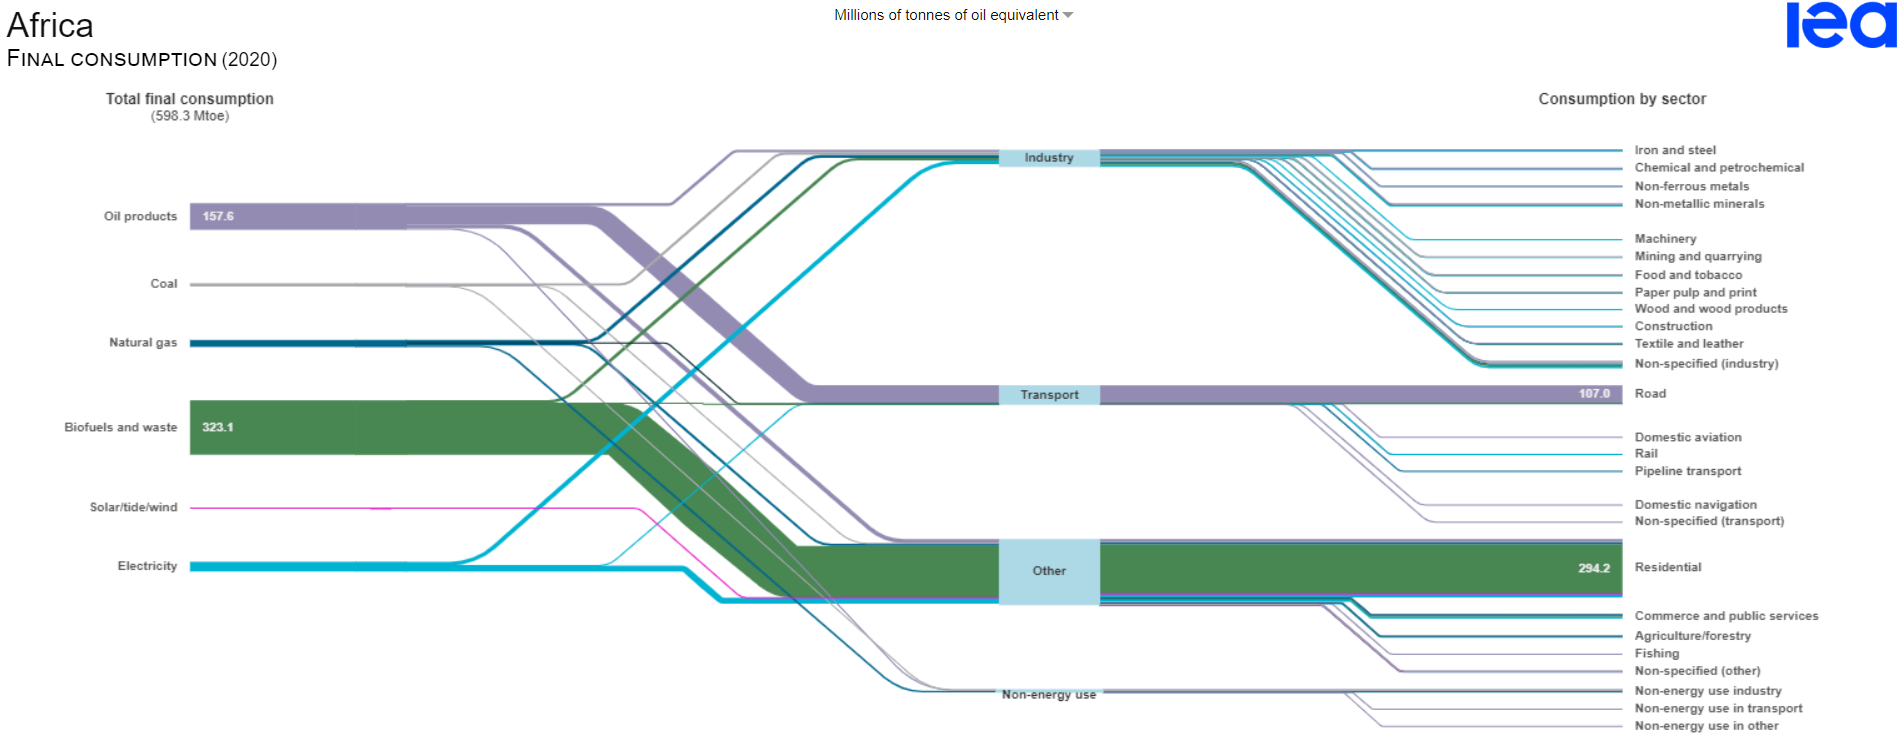 Africa
FINAL CONSUMPTION (2020)
Millions of tonnes of oil equivalent
iea
Total final consumption
(598.3 Mtoe)
Consumption by sector
Oil products
157.6
Coal
Natural gas
Biofuels and waste
323.1
Solar/tide/wind
Electricity
Industry
Transport
Other
Non-energy use
Iron and steel
Chemical and petrochemical
Non-ferrous metals
Non-metallic minerals
Machinery
Mining and quarrying
Food and tobacco
Paper pulp and print
Wood and wood products
Construction
Textile and leather
Non-specified (industry)
107.0 Road
Domestic aviation
Rail
Pipeline transport
Domestic navigation
Non-specified (transport)
294.2 Residential
Commerce and public services
Agriculture/forestry
Fishing
Non-specified (other)
Non-energy use industry
Non-energy use in transport
Non-energy use in other